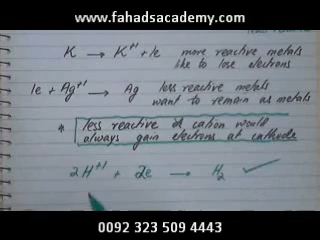 www.fahadsacademy.com
K → K⁺¹ + 1e more reactive metals
like to lose electrons
1e + Ag⁺¹ → Ag less reactive metals
want to remain as metals
* less reactive cation would
always gain electrons at cathode
2H⁺¹ + 2e → H₂ ✓
0092 323 509 4443